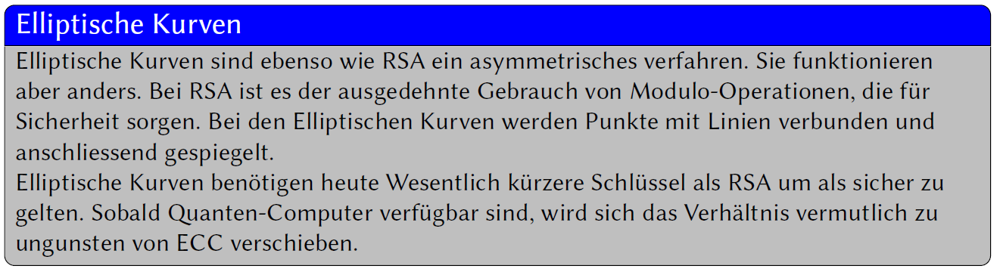 Elliptische Kurven
Elliptische Kurven sind ebenso wie RSA ein asymmetrisches verfahren. Sie funktionieren
aber anders. Bei RSA ist es der ausgedehnte Gebrauch von Modulo-Operationen, die für
Sicherheit sorgen. Bei den Elliptischen Kurven werden Punkte mit Linien verbunden und
anschliessend gespiegelt.
Elliptische Kurven benötigen heute Wesentlich kürzere Schlüssel als RSA um als sicher zu
gelten. Sobald Quanten-Computer verfügbar sind, wird sich das Verhältnis vermutlich zu
ungunsten von ECC verschieben.